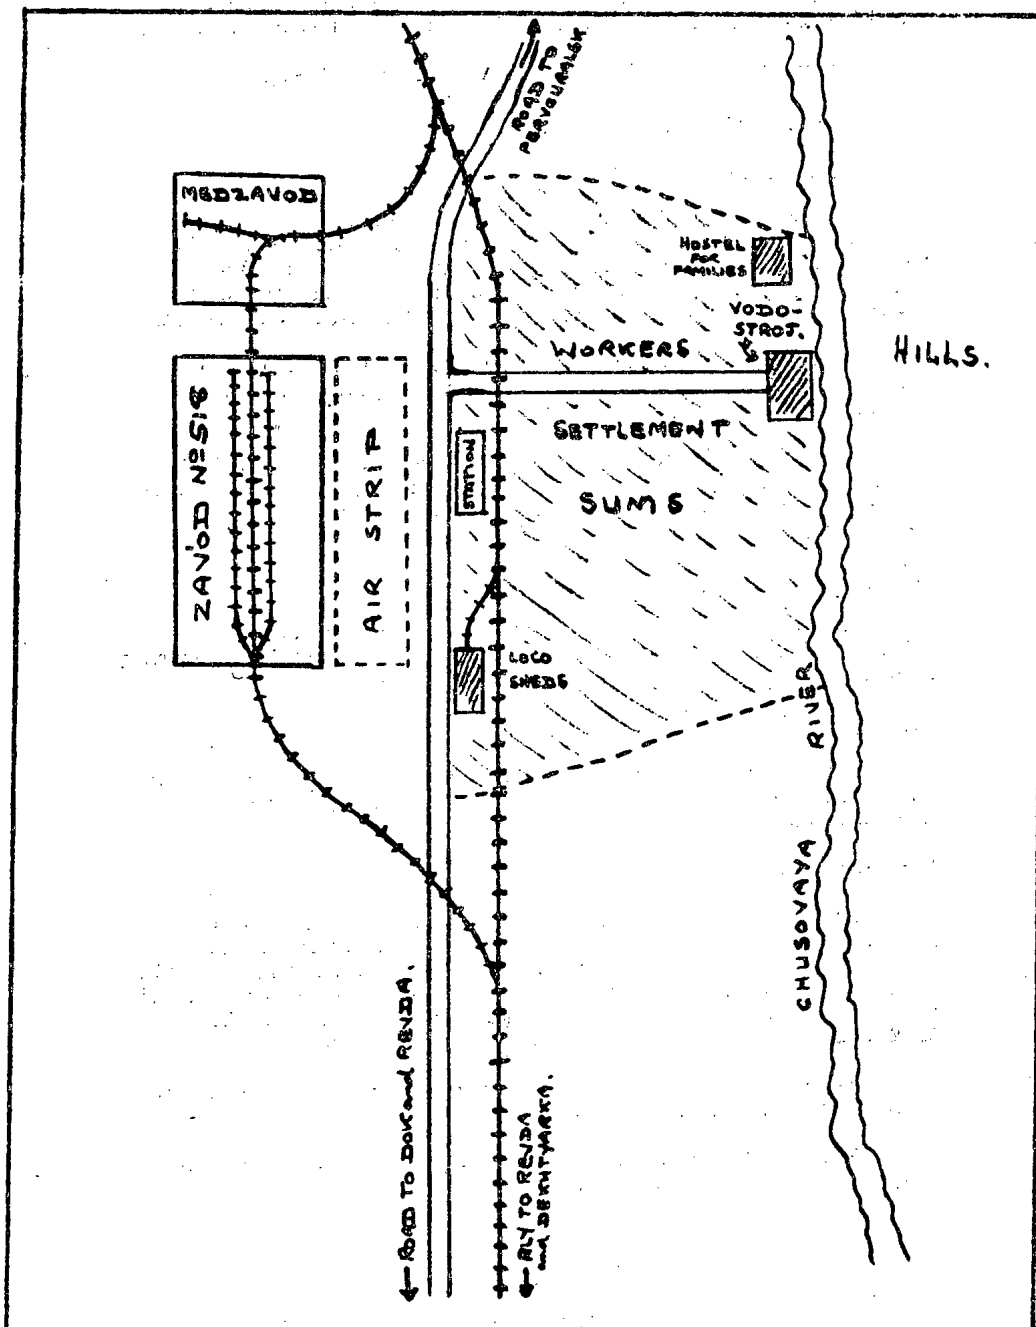 ROAD TO
PERVOURALSK
MEDZAVOD
HOSTEL
FOR
FAMILIES
VODO-
STROJ.
HILLS.
WORKERS
SETTLEMENT
SUMS
ZAVOD No 518
AIR STRIP
STATION
LOCO
SHEDS
CHUSOVAYA RIVER
ROAD TO DOK and REVDA.
RLY TO REVDA
and DEKHTYARKA.